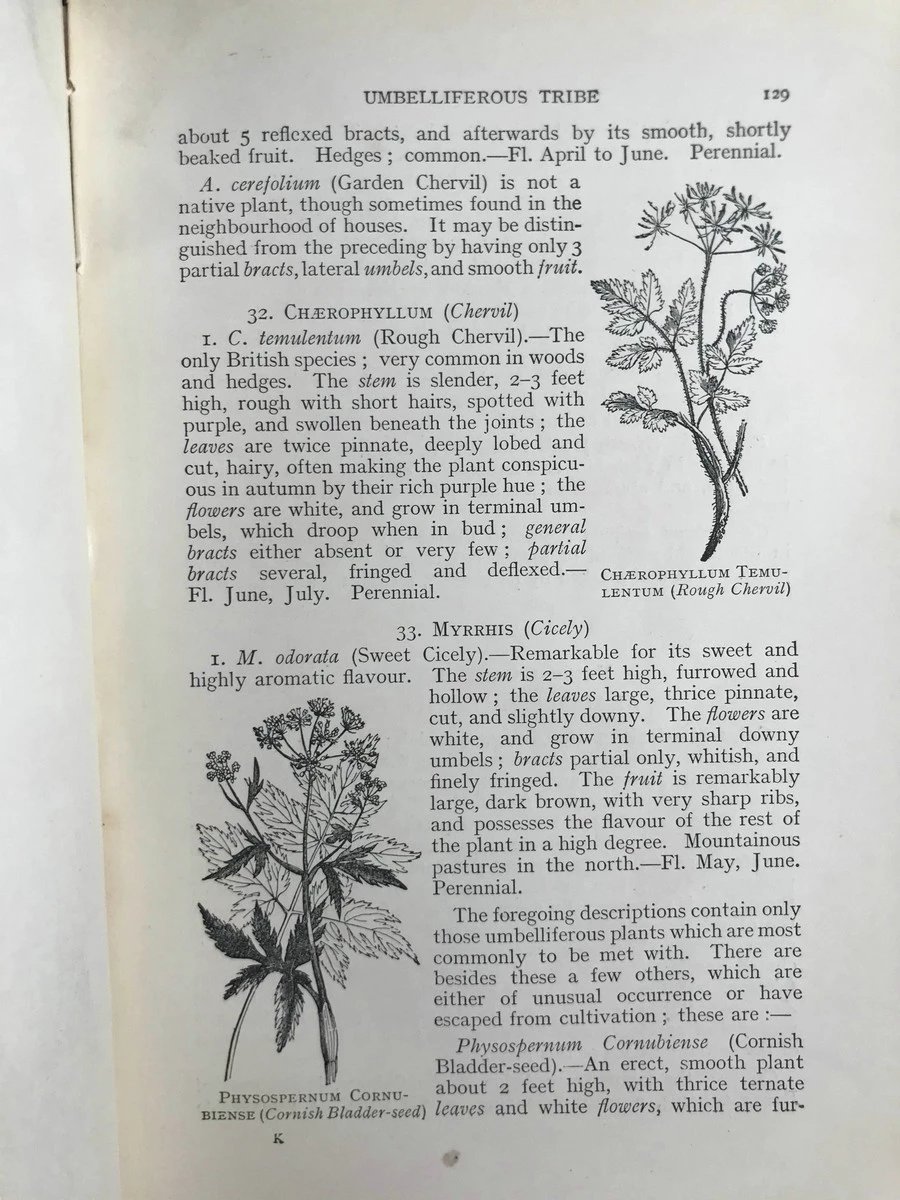 UMBELLIFEROUS TRIBE 129
about 5 reflexed bracts, and afterwards by its smooth, shortly
beaked fruit. Hedges; common.—Fl. April to June. Perennial.
A. cerefolium (Garden Chervil) is not a
native plant, though sometimes found in the
neighbourhood of houses. It may be distin-
guished from the preceding by having only 3
partial bracts, lateral umbels, and smooth fruit.
32. CHÆROPHYLLUM (Chervil)
1. C. temulentum (Rough Chervil).—The
only British species; very common in woods
and hedges. The stem is slender, 2–3 feet
high, rough with short hairs, spotted with
purple, and swollen beneath the joints; the
leaves are twice pinnate, deeply lobed and
cut, hairy, often making the plant conspicu-
ous in autumn by their rich purple hue; the
flowers are white, and grow in terminal um-
bels, which droop when in bud; general
bracts either absent or very few; partial
bracts several, fringed and deflexed.—
Fl. June, July. Perennial.
CHÆROPHYLLUM TEMU-
LENTUM (Rough Chervil)
33. MYRRHIS (Cicely)
1. M. odorata (Sweet Cicely).—Remarkable for its sweet and
highly aromatic flavour. The stem is 2–3 feet high, furrowed and
hollow; the leaves large, thrice pinnate,
cut, and slightly downy. The flowers are
white, and grow in terminal downy
umbels; bracts partial only, whitish, and
finely fringed. The fruit is remarkably
large, dark brown, with very sharp ribs,
and possesses the flavour of the rest of
the plant in a high degree. Mountainous
pastures in the north.—Fl. May, June.
Perennial.
The foregoing descriptions contain only
those umbelliferous plants which are most
commonly to be met with. There are
besides these a few others, which are
either of unusual occurrence or have
escaped from cultivation; these are :—
Physospernum Cornubiense (Cornish
Bladder-seed).—An erect, smooth plant
about 2 feet high, with thrice ternate
leaves and white flowers, which are fur-
PHYSOSPERNUM CORNU-
BIENSE (Cornish Bladder-seed)
K